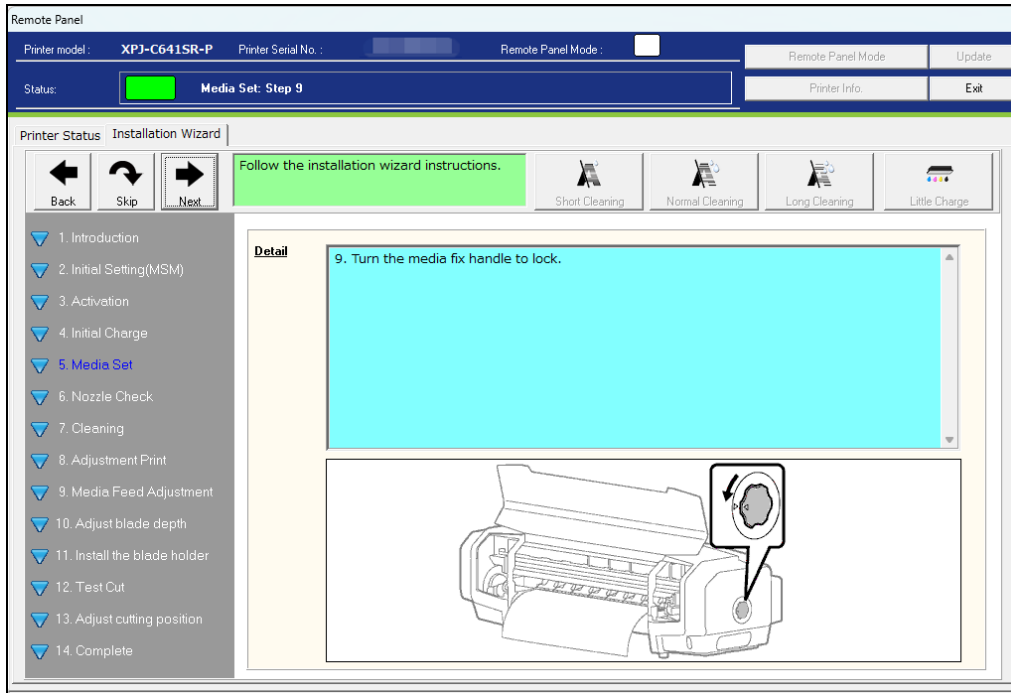 Remote Panel
Printer model : XPJ-C641SR-P Printer Serial No. : Remote Panel Mode :
Remote Panel Mode Update
Status: Media Set: Step 9
Printer Info. Exit
Printer Status Installation Wizard
Back Skip Next
Follow the installation wizard instructions.
Short Cleaning Normal Cleaning Long Cleaning Little Charge
1. Introduction
2. Initial Setting(MSM)
3. Activation
4. Initial Charge
5. Media Set
6. Nozzle Check
7. Cleaning
8. Adjustment Print
9. Media Feed Adjustment
10. Adjust blade depth
11. Install the blade holder
12. Test Cut
13. Adjust cutting position
14. Complete
Detail
9. Turn the media fix handle to lock.